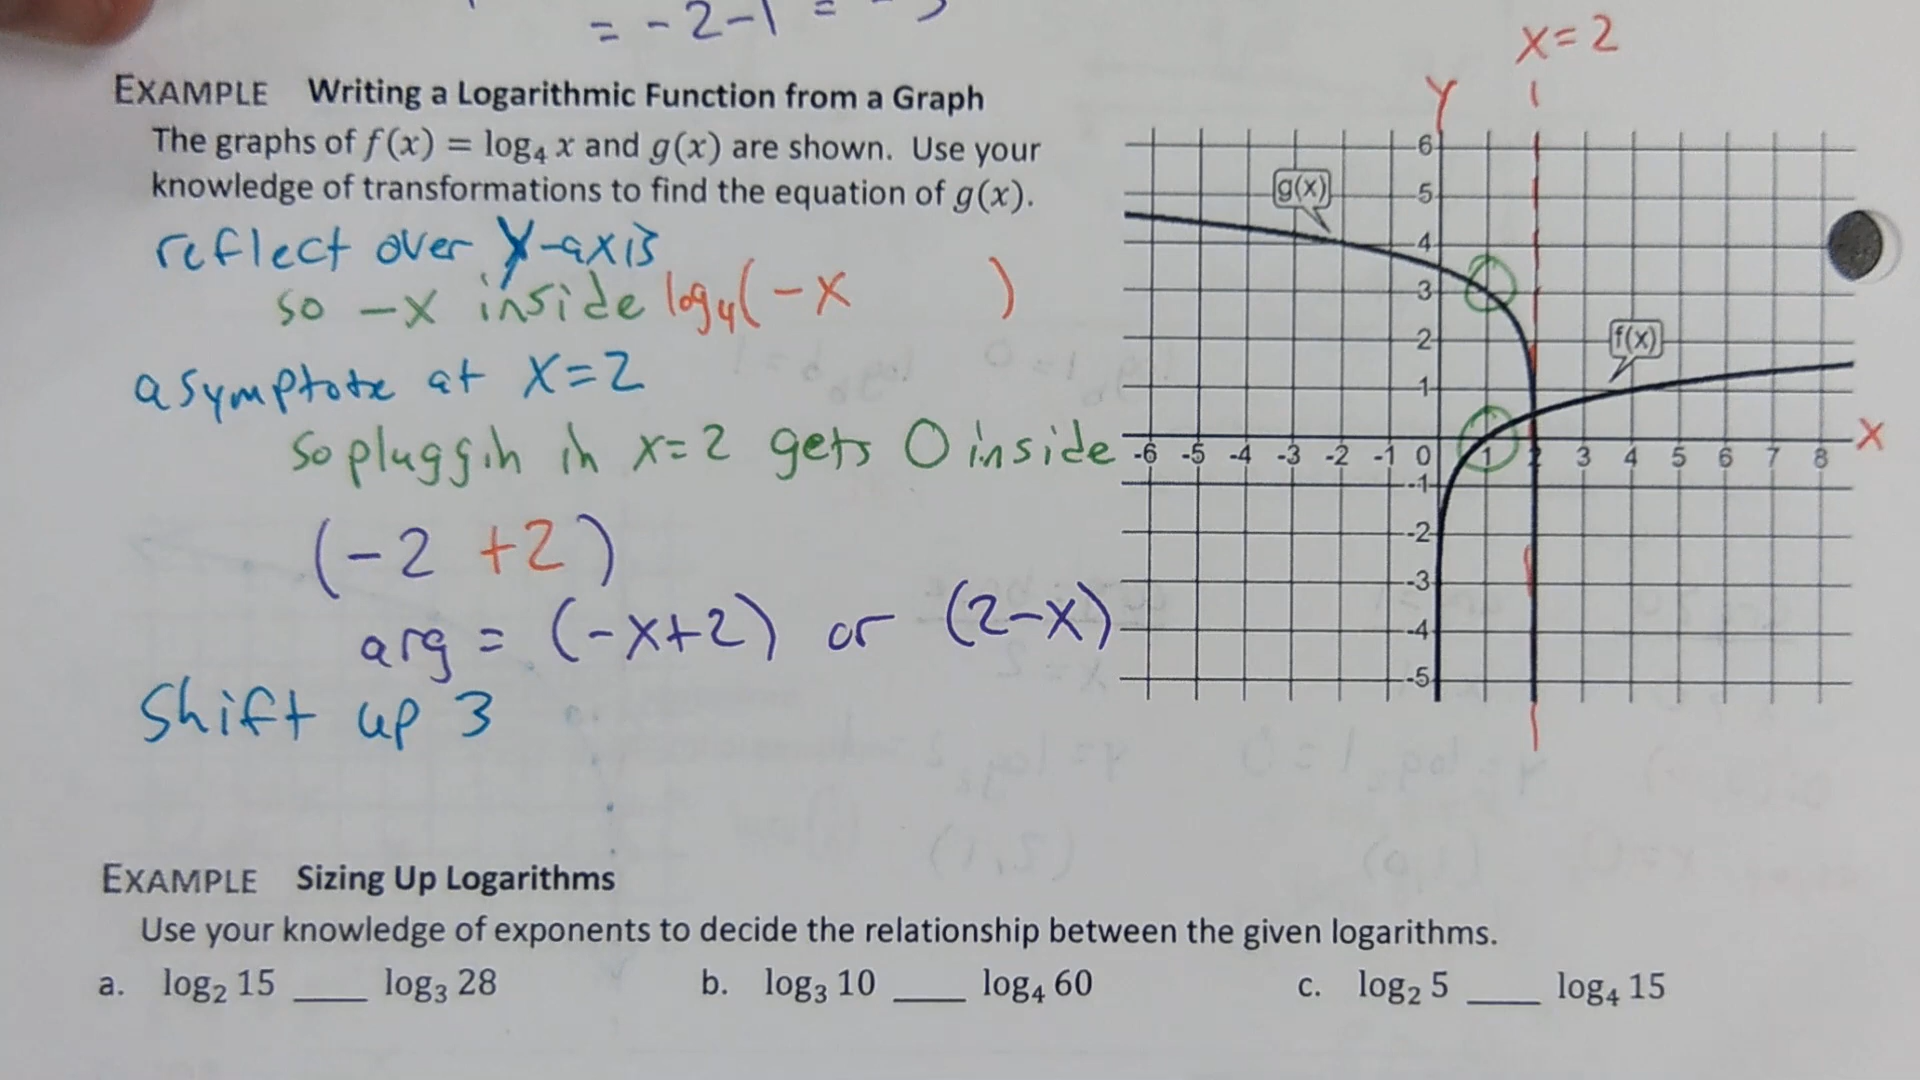 = -2-1 =
EXAMPLE Writing a Logarithmic Function from a Graph
The graphs of f(x) = log₄ x and g(x) are shown. Use your
knowledge of transformations to find the equation of g(x).
reflect over y-axis
so -x inside log₄(-x )
asymptote at x=2
so pluggin in x=2 gets 0 inside
(-2 +2)
arg = (-x+2) or (2-x)
Shift up 3
x=2
Y
6
g(x)
5
4
3
2
f(x)
1
X
-6 -5 -4 -3 -2 -1 0 1 2 3 4 5 6 7 8
-1
-2
-3
-4
-5
EXAMPLE Sizing Up Logarithms
Use your knowledge of exponents to decide the relationship between the given logarithms.
a. log₂ 15 ____ log₃ 28 b. log₃ 10 ____ log₄ 60 c. log₂ 5 ____ log₄ 15